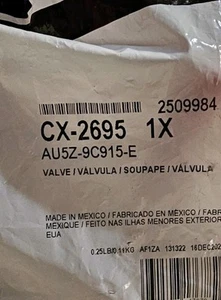 2509984
CX-2695 1X
AU5Z-9C915-E
VALVE / VÁLVULA / SOUPAPE / VÁLVULA
MADE IN MEXICO / FABRICADO EN MÉXICO / FABR
MEXIQUE / FEITO NAS ILHAS MENORES EXTERIOR
EUA
0.25LB/0.11KG AF1ZA 131322 16DEC202